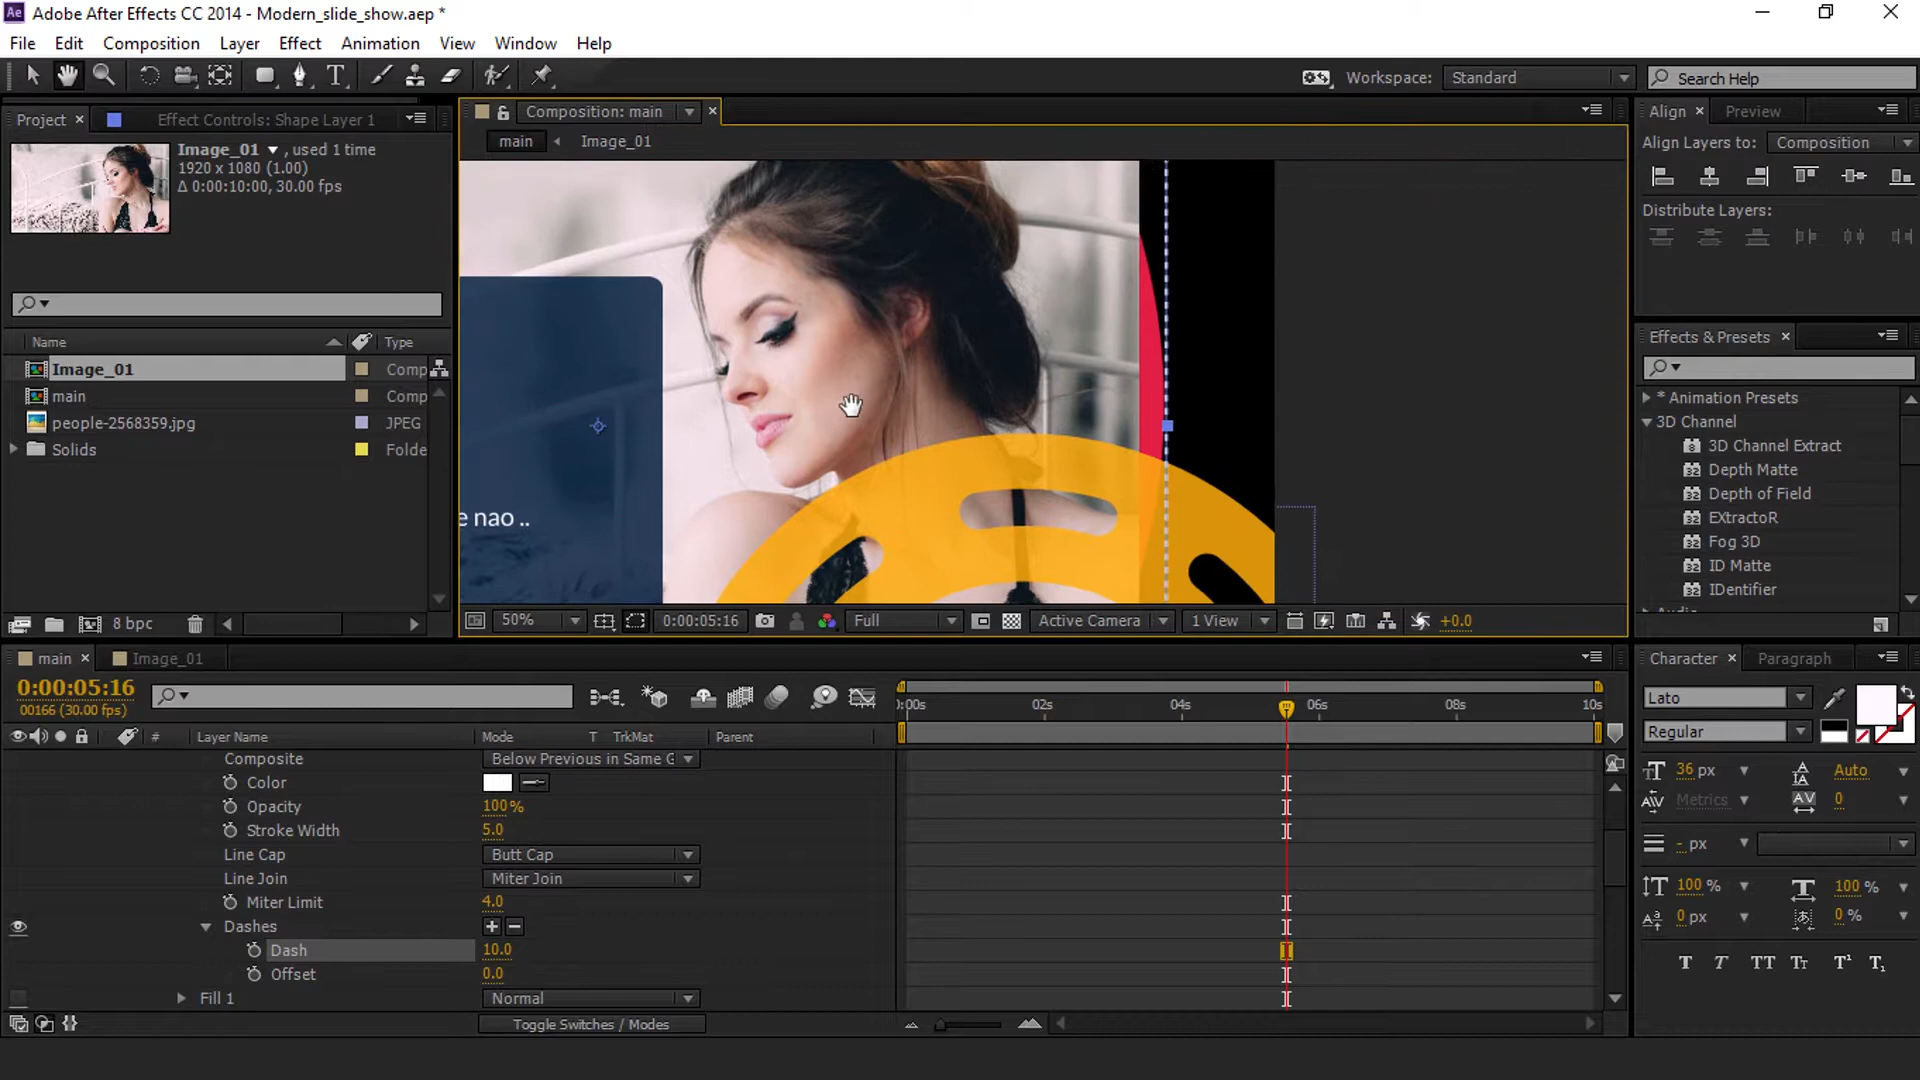 Adobe After Effects CC 2014 - Modern_slide_show.aep *
File Edit Composition Layer Effect Animation View Window Help
Workspace: Standard Search Help
Project × Effect Controls: Shape Layer 1
Composition: main ×
Align × Preview
main Image_01
Image_01 , used 1 time
1920 x 1080 (1.00)
Δ 0:00:10:00, 30.00 fps
Align Layers to: Composition
Distribute Layers:
Name Type
Image_01 Comp
main Comp
people-2568359.jpg JPEG
Solids Folde
8 bpc
e nao ..
Effects & Presets ×
* Animation Presets
3D Channel
3D Channel Extract
Depth Matte
Depth of Field
EXtractoR
Fog 3D
ID Matte
IDentifier
50% 0:00:05:16 Full Active Camera 1 View +0.0
main × Image_01
0:00:05:16
00166 (30.00 fps)
02s 04s 06s 08s 10s
# Layer Name Mode T TrkMat Parent
Composite Below Previous in Same G
Color
Opacity 100%
Stroke Width 5.0
Line Cap Butt Cap
Line Join Miter Join
Miter Limit 4.0
Dashes
Dash 10.0
Offset 0.0
Fill 1 Normal
Toggle Switches / Modes
Character × Paragraph
Lato
Regular
36 px Auto
Metrics 0
- px
100 % 100 %
0 px 0 %
T T TT Tт T¹ T₁